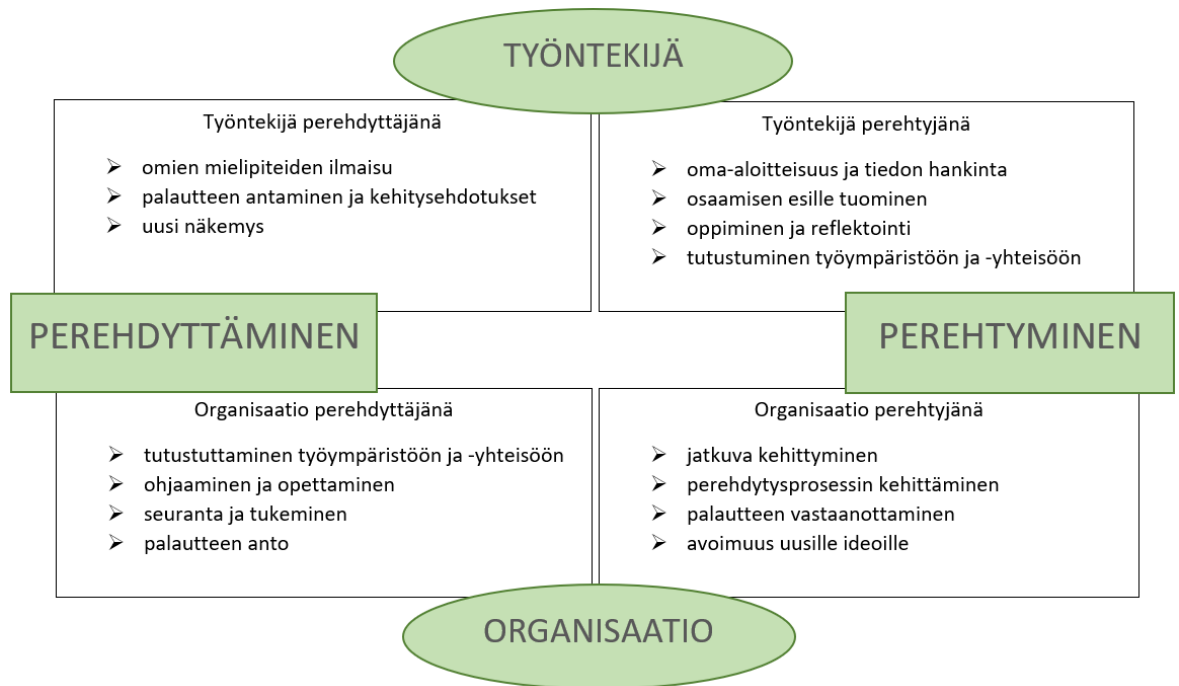 TYÖNTEKIJÄ
Työntekijä perehdyttäjänä
➢ omien mielipiteiden ilmaisu
➢ palautteen antaminen ja kehitysehdotukset
➢ uusi näkemys
Työntekijä perehtyjänä
➢ oma-aloitteisuus ja tiedon hankinta
➢ osaamisen esille tuominen
➢ oppiminen ja reflektointi
➢ tutustuminen työympäristöön ja -yhteisöön
PEREHDYTTÄMINEN
PEREHTYMINEN
Organisaatio perehdyttäjänä
➢ tutustuttaminen työympäristöön ja -yhteisöön
➢ ohjaaminen ja opettaminen
➢ seuranta ja tukeminen
➢ palautteen anto
Organisaatio perehtyjänä
➢ jatkuva kehittyminen
➢ perehdytysprosessin kehittäminen
➢ palautteen vastaanottaminen
➢ avoimuus uusille ideoille
ORGANISAATIO